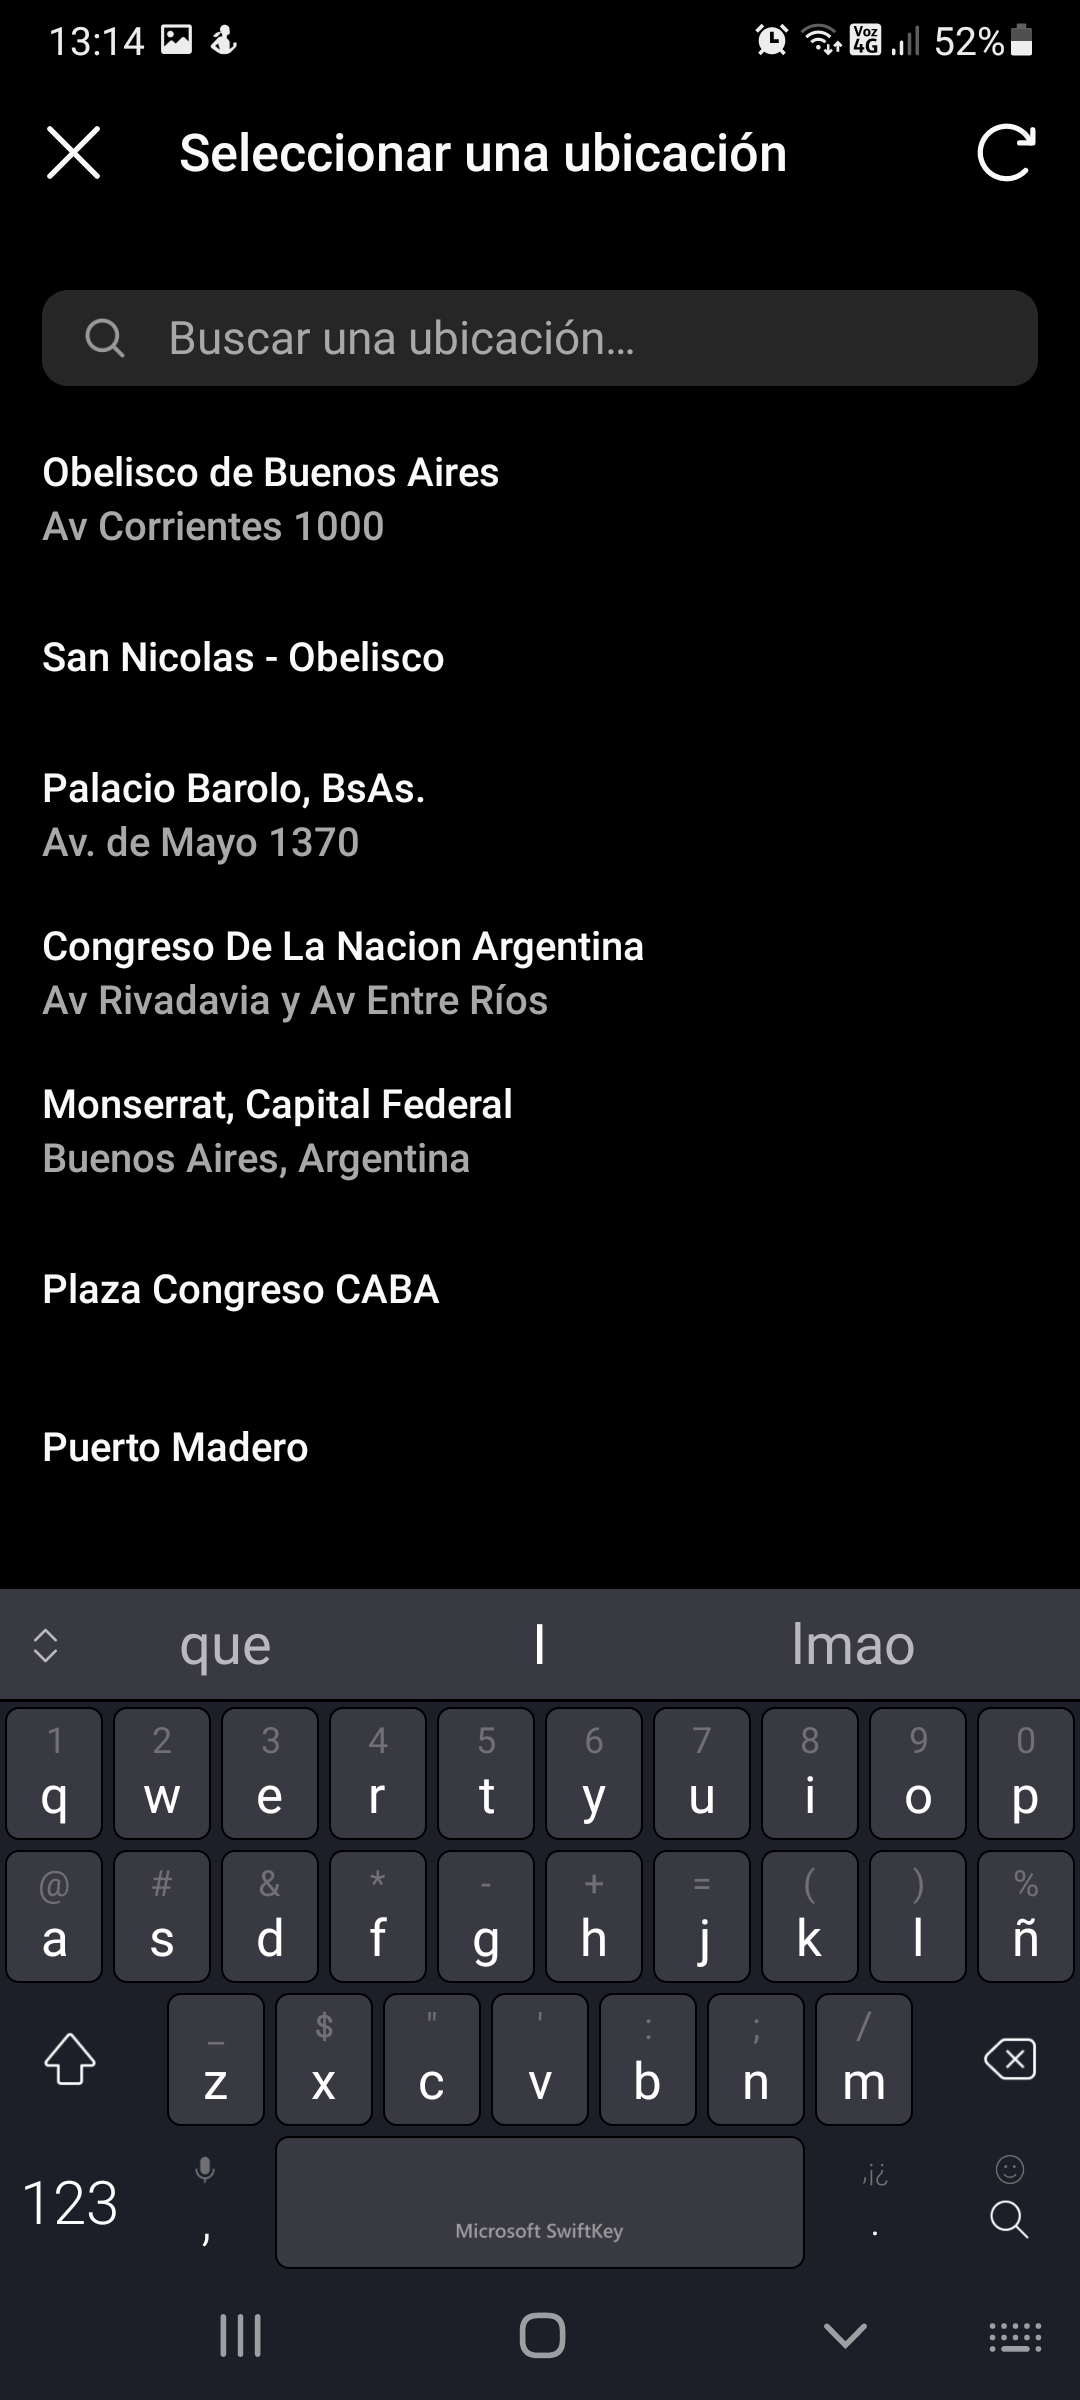 13:14
Voz 4G 52%
Seleccionar una ubicación
Buscar una ubicación...
Obelisco de Buenos Aires
Av Corrientes 1000
San Nicolas - Obelisco
Palacio Barolo, BsAs.
Av. de Mayo 1370
Congreso De La Nacion Argentina
Av Rivadavia y Av Entre Ríos
Monserrat, Capital Federal
Buenos Aires, Argentina
Plaza Congreso CABA
Puerto Madero
que l lmao
1 2 3 4 5 6 7 8 9 0
q w e r t y u i o p
@ # & * - + = ( ) %
a s d f g h j k l ñ
_ $ " ' : ; /
z x c v b n m
123 , Microsoft SwiftKey ,¡¿ .